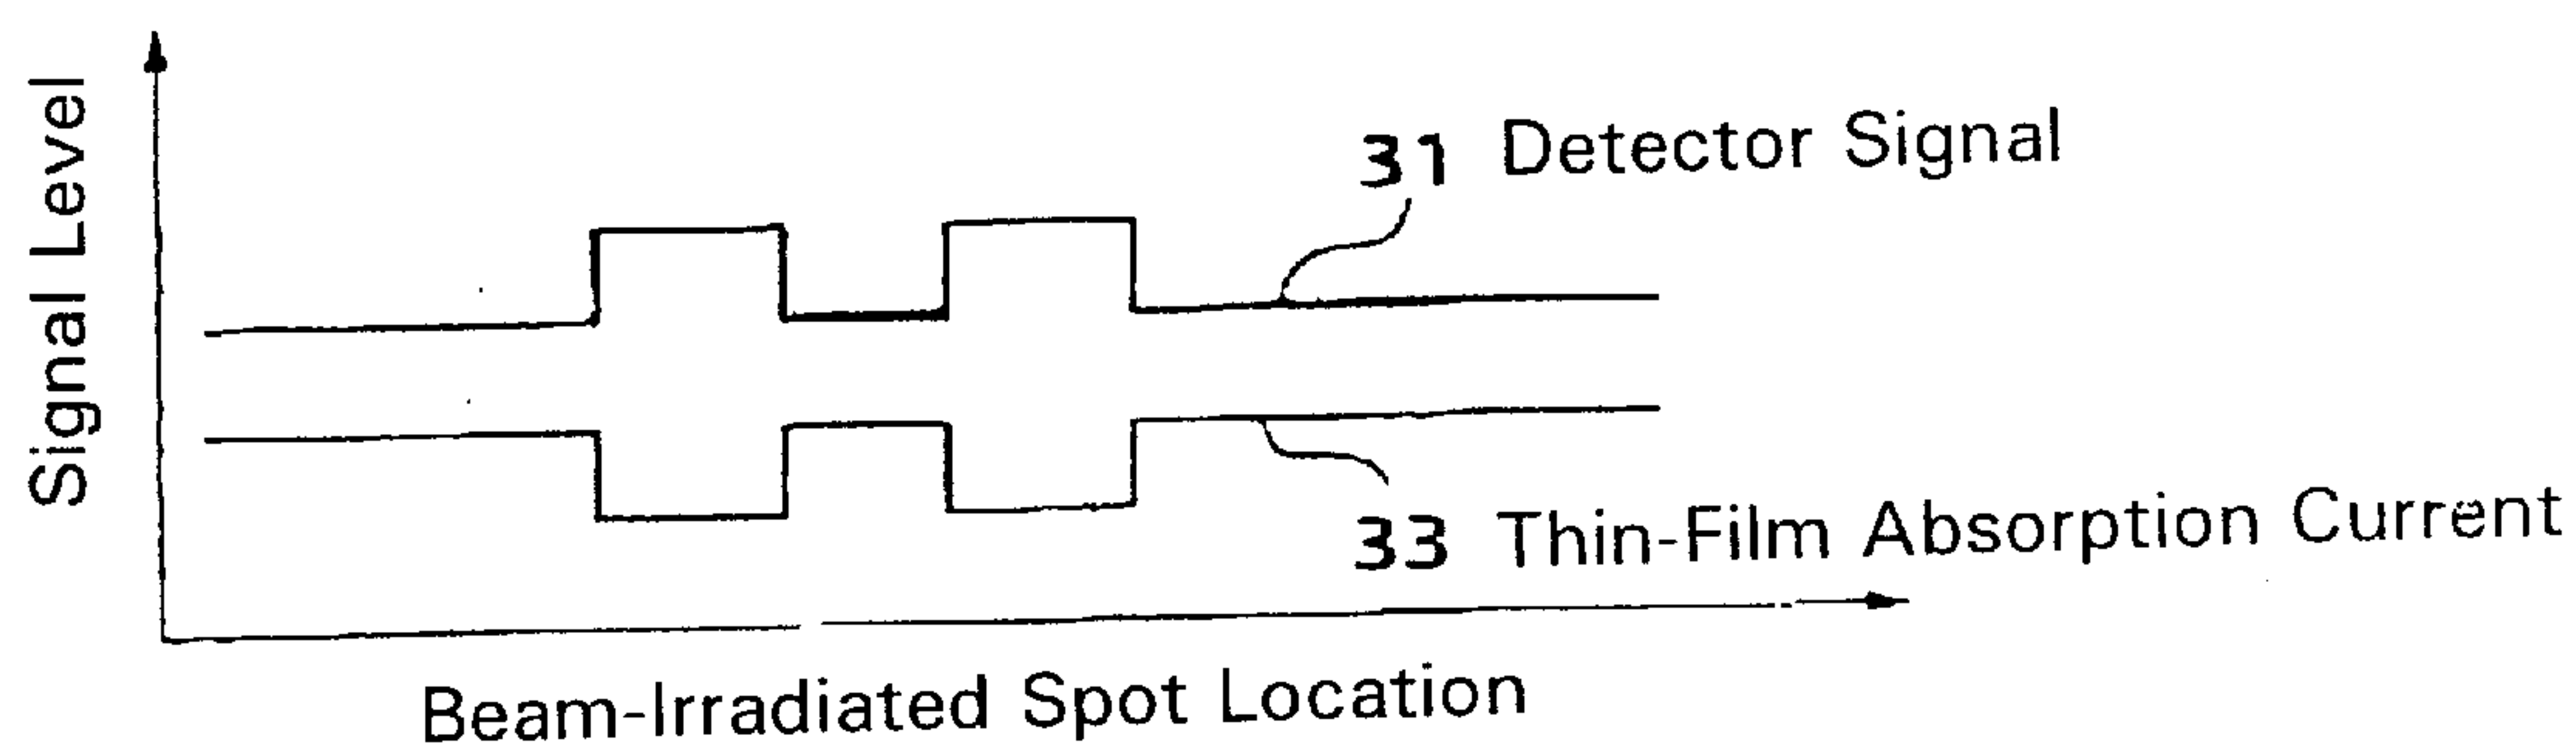 Signal Level
31 Detector Signal
33 Thin-Film Absorption Current
Beam-Irradiated Spot Location